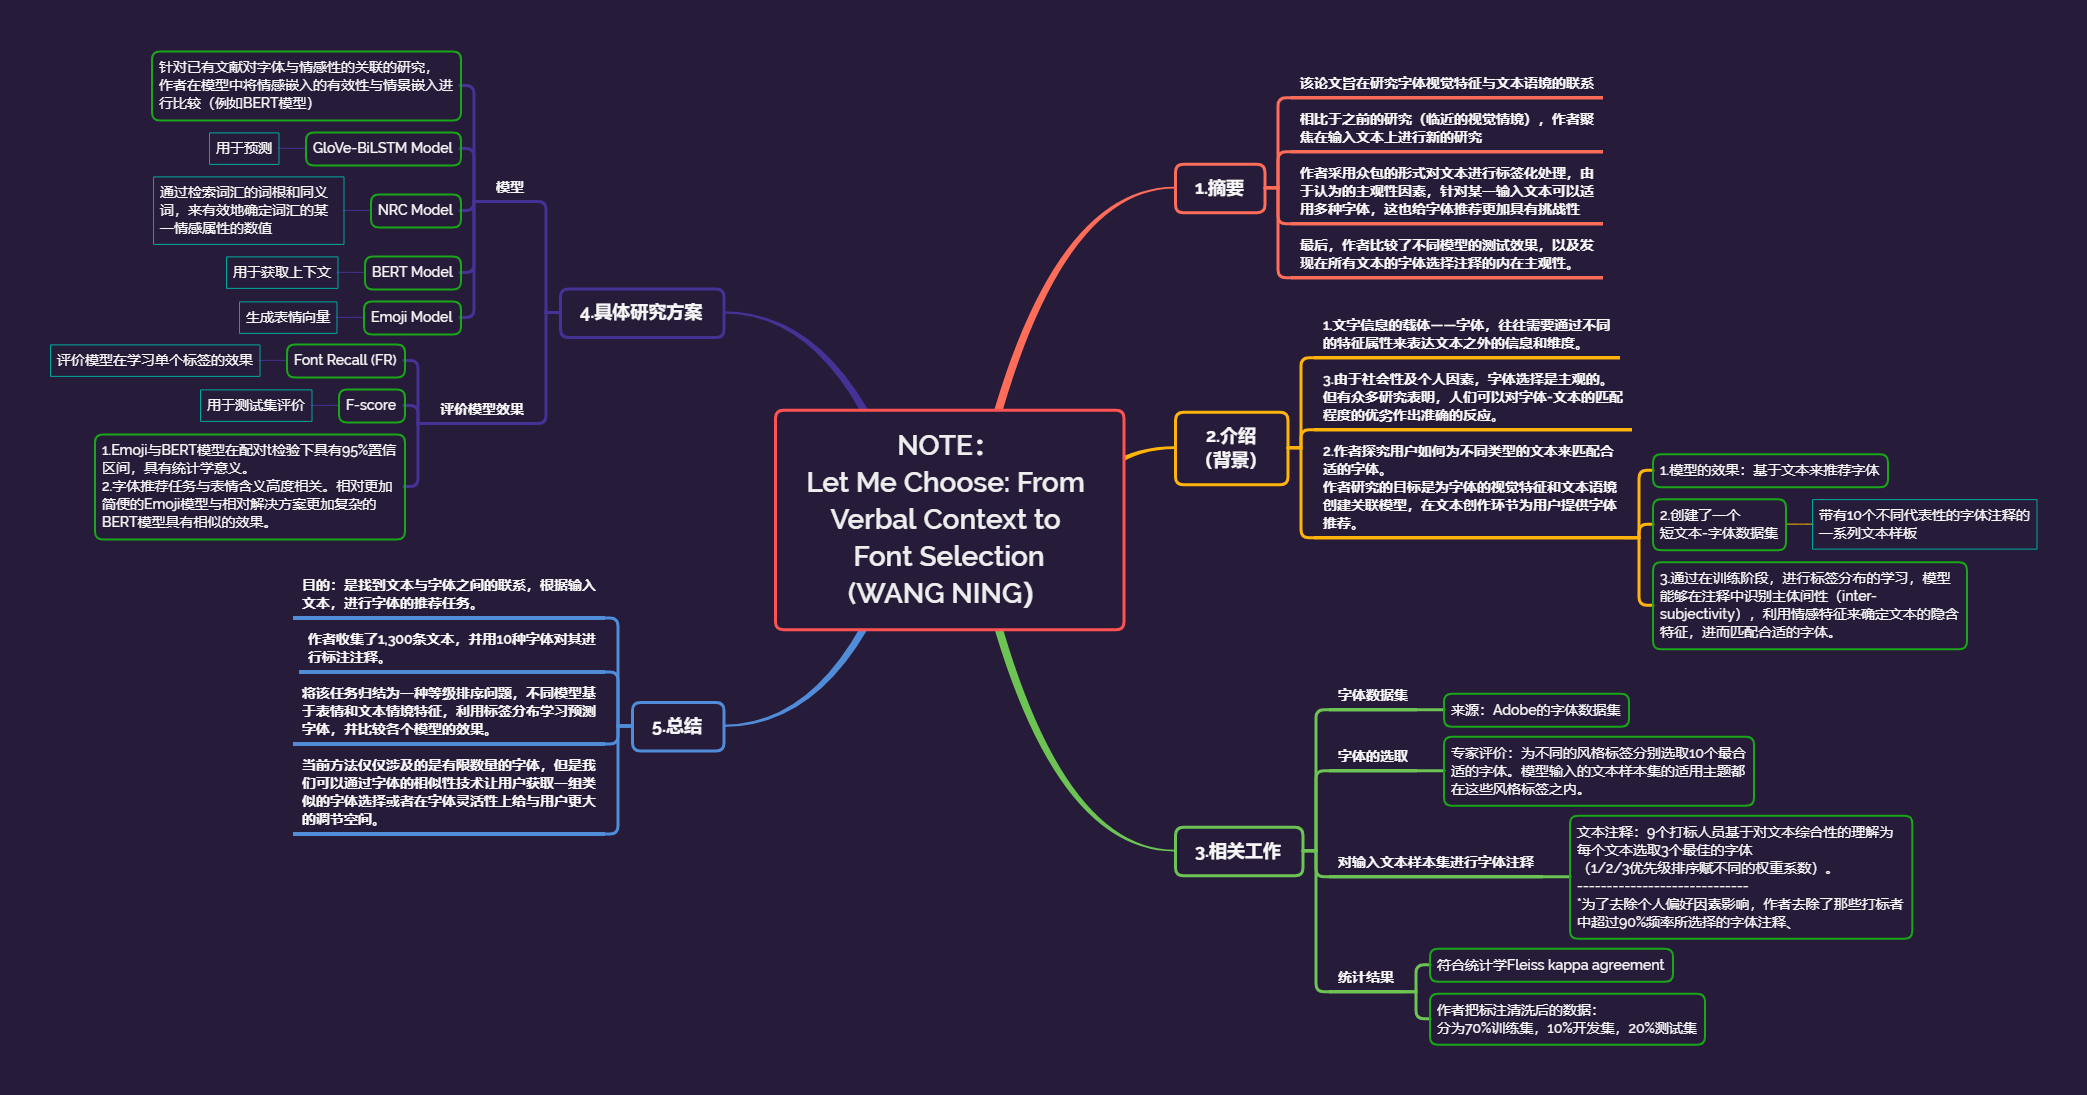 NOTE：
Let Me Choose: From
Verbal Context to
Font Selection
(WANG NING)
1.摘要
该论文旨在研究字体视觉特征与文本语境的联系
相比于之前的研究（临近的视觉情境），作者聚
焦在输入文本上进行新的研究
作者采用众包的形式对文本进行标签化处理，由
于认为的主观性因素，针对某一输入文本可以适
用多种字体，这也给字体推荐更加具有挑战性
最后，作者比较了不同模型的测试效果，以及发
现在所有文本的字体选择注释的内在主观性。
2.介绍
(背景)
1.文字信息的载体——字体，往往需要通过不同
的特征属性来表达文本之外的信息和维度。
3.由于社会性及个人因素，字体选择是主观的。
但有众多研究表明，人们可以对字体-文本的匹配
程度的优劣作出准确的反应。
2.作者探究用户如何为不同类型的文本来匹配合
适的字体。
作者研究的目标是为字体的视觉特征和文本语境
创建关联模型，在文本创作环节为用户提供字体
推荐。
1.模型的效果：基于文本来推荐字体
2.创建了一个
短文本-字体数据集
带有10个不同代表性的字体注释的
一系列文本样板
3.通过在训练阶段，进行标签分布的学习，模型
能够在注释中识别主体间性（inter-
subjectivity），利用情感特征来确定文本的隐含
特征，进而匹配合适的字体。
3.相关工作
字体数据集
来源：Adobe的字体数据集
字体的选取
专家评价：为不同的风格标签分别选取10个最合
适的字体。模型输入的文本样本集的适用主题都
在这些风格标签之内。
对输入文本样本集进行字体注释
文本注释：9个打标人员基于对文本综合性的理解为
每个文本选取3个最佳的字体
（1/2/3优先级排序赋不同的权重系数）。
-----------------------------
*为了去除个人偏好因素影响，作者去除了那些打标者
中超过90%频率所选择的字体注释、
统计结果
符合统计学Fleiss kappa agreement
作者把标注清洗后的数据：
分为70%训练集，10%开发集，20%测试集
4.具体研究方案
模型
针对已有文献对字体与情感性的关联的研究，
作者在模型中将情感嵌入的有效性与情景嵌入进
行比较（例如BERT模型）
GloVe-BiLSTM Model
用于预测
NRC Model
通过检索词汇的词根和同义
词，来有效地确定词汇的某
一情感属性的数值
BERT Model
用于获取上下文
Emoji Model
生成表情向量
评价模型效果
Font Recall (FR)
评价模型在学习单个标签的效果
F-score
用于测试集评价
1.Emoji与BERT模型在配对t检验下具有95%置信
区间，具有统计学意义。
2.字体推荐任务与表情含义高度相关。相对更加
简便的Emoji模型与相对解决方案更加复杂的
BERT模型具有相似的效果。
5.总结
目的：是找到文本与字体之间的联系，根据输入
文本，进行字体的推荐任务。
作者收集了1,300条文本，并用10种字体对其进
行标注注释。
将该任务归结为一种等级排序问题，不同模型基
于表情和文本情境特征，利用标签分布学习预测
字体，并比较各个模型的效果。
当前方法仅仅涉及的是有限数量的字体，但是我
们可以通过字体的相似性技术让用户获取一组类
似的字体选择或者在字体灵活性上给与用户更大
的调节空间。